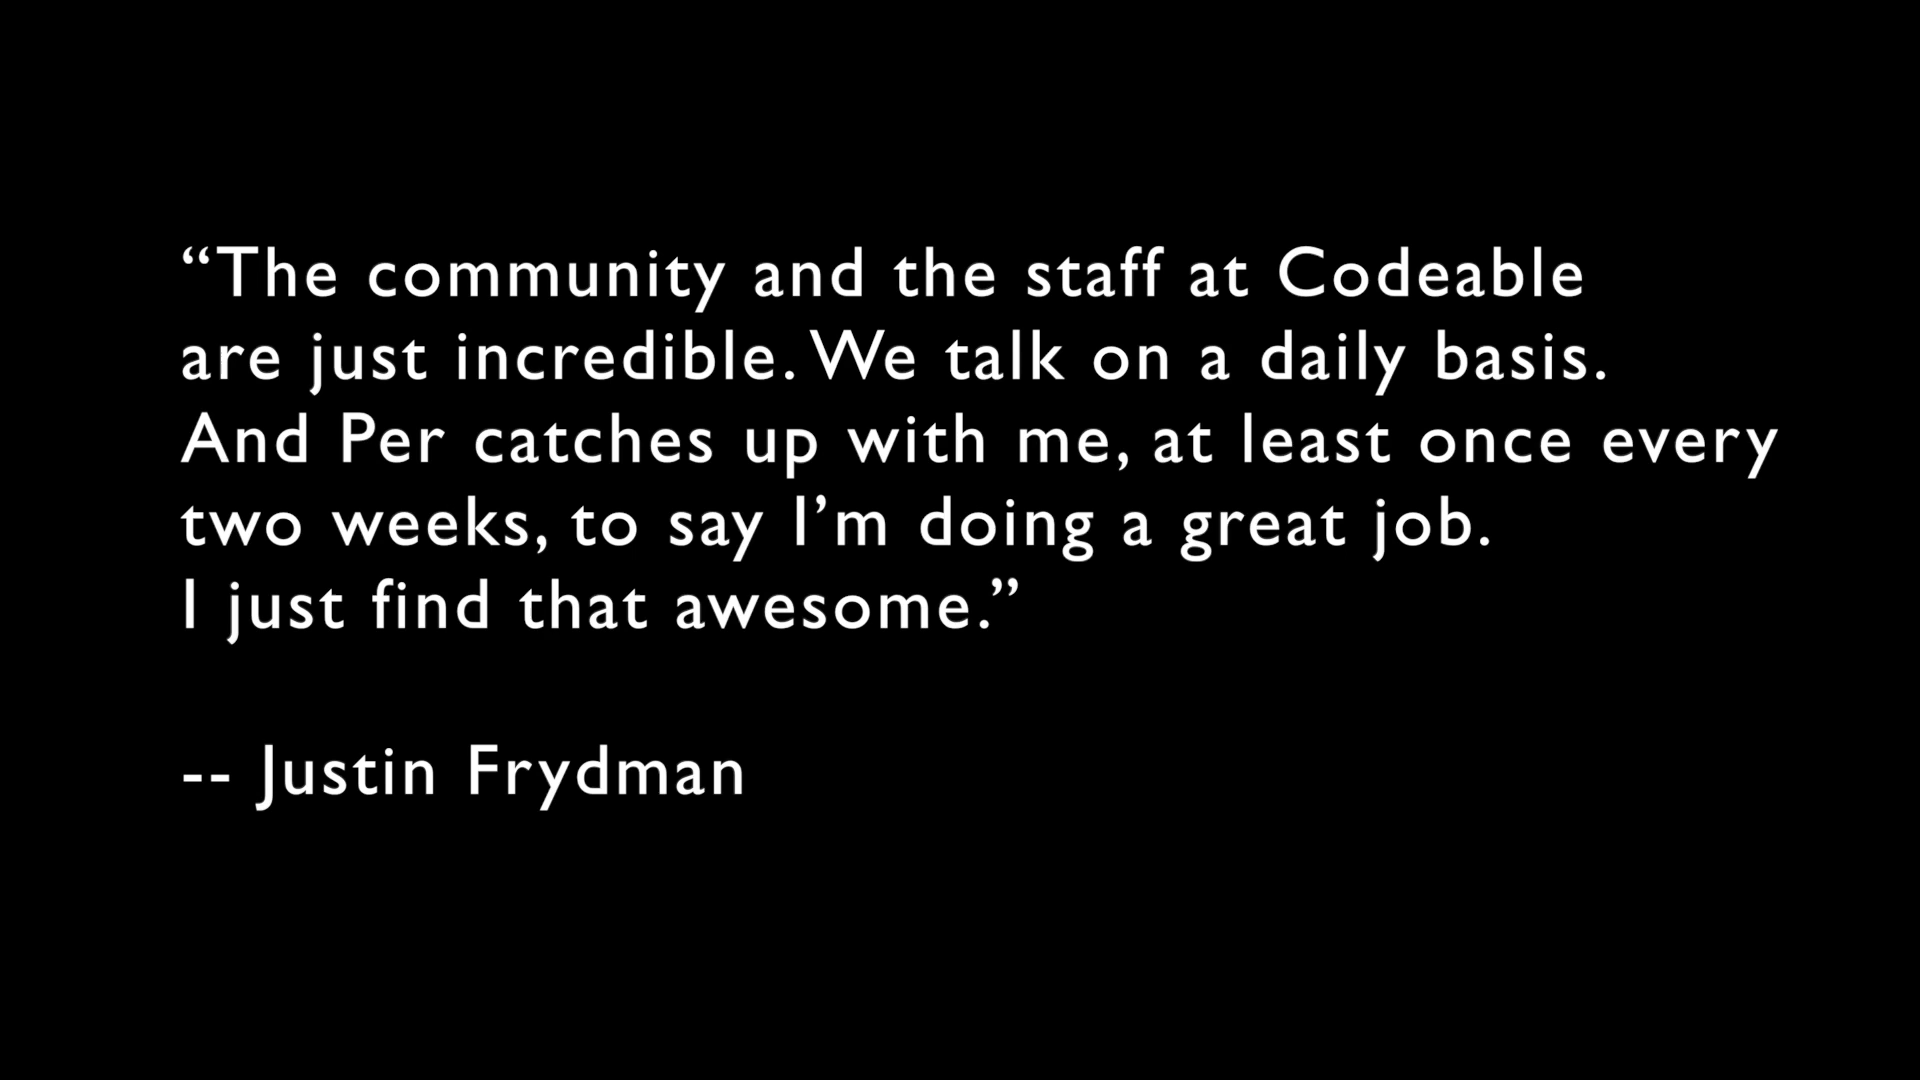 “The community and the staff at Codeable
are just incredible. We talk on a daily basis.
And Per catches up with me, at least once every
two weeks, to say I’m doing a great job.
I just find that awesome.”
-- Justin Frydman